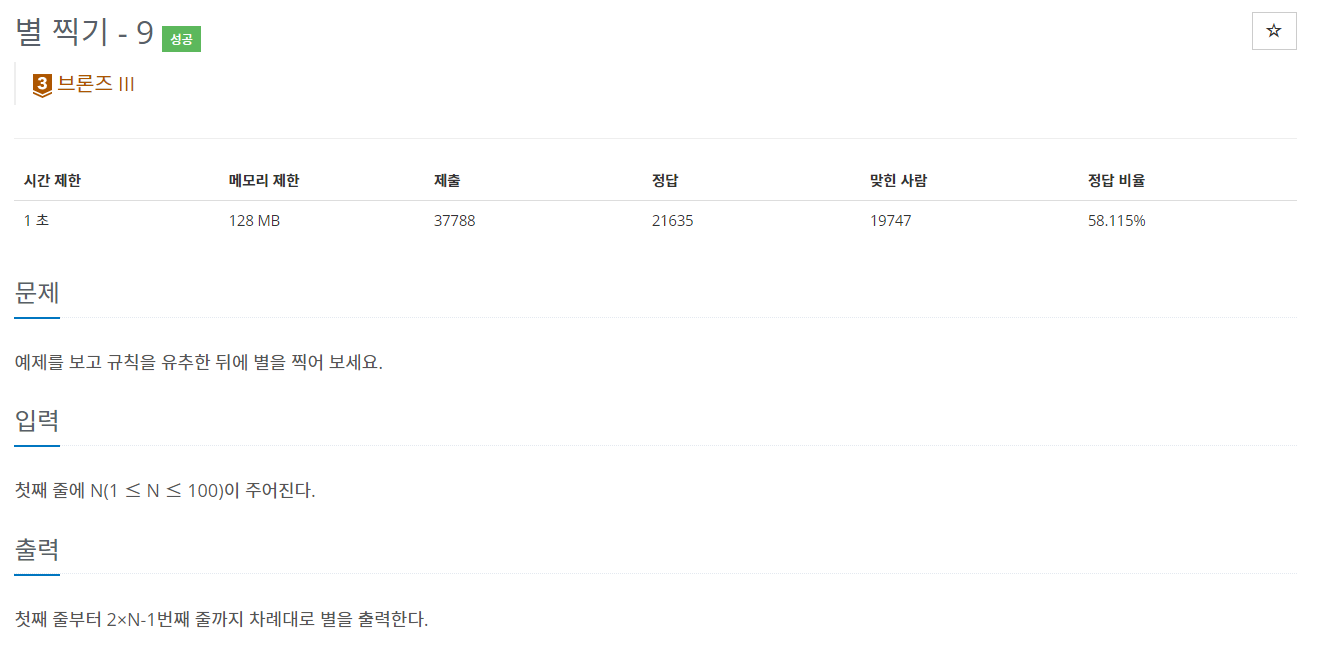 별 찍기 - 9 성공
3 브론즈 III
시간 제한 메모리 제한 제출 정답 맞힌 사람 정답 비율
1 초 128 MB 37788 21635 19747 58.115%
문제
예제를 보고 규칙을 유추한 뒤에 별을 찍어 보세요.
입력
첫째 줄에 N(1 ≤ N ≤ 100)이 주어진다.
출력
첫째 줄부터 2×N-1번째 줄까지 차례대로 별을 출력한다.